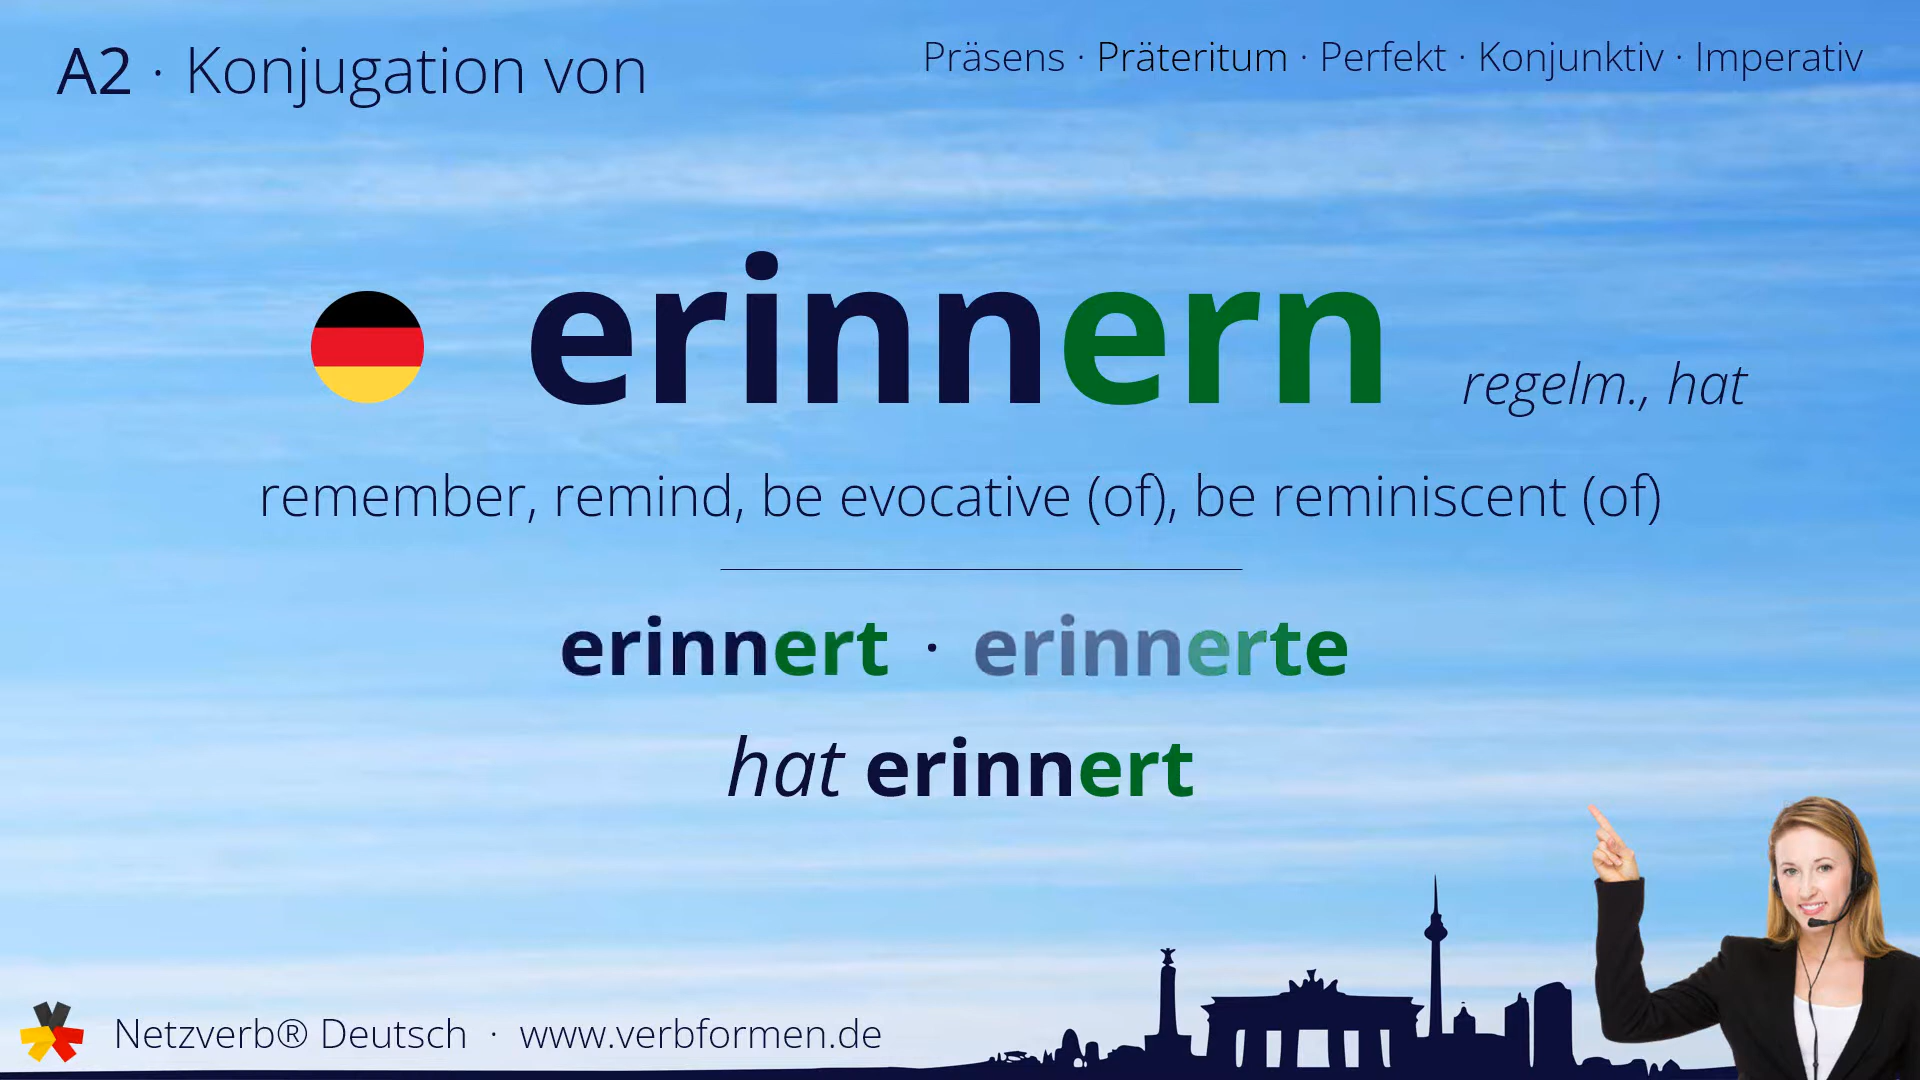 A2 · Konjugation von
Präsens · Präteritum · Perfekt · Konjunktiv · Imperativ
erinnern regelm., hat
remember, remind, be evocative (of), be reminiscent (of)
erinnert · erinnerte
hat erinnert
Netzverb® Deutsch · www.verbformen.de